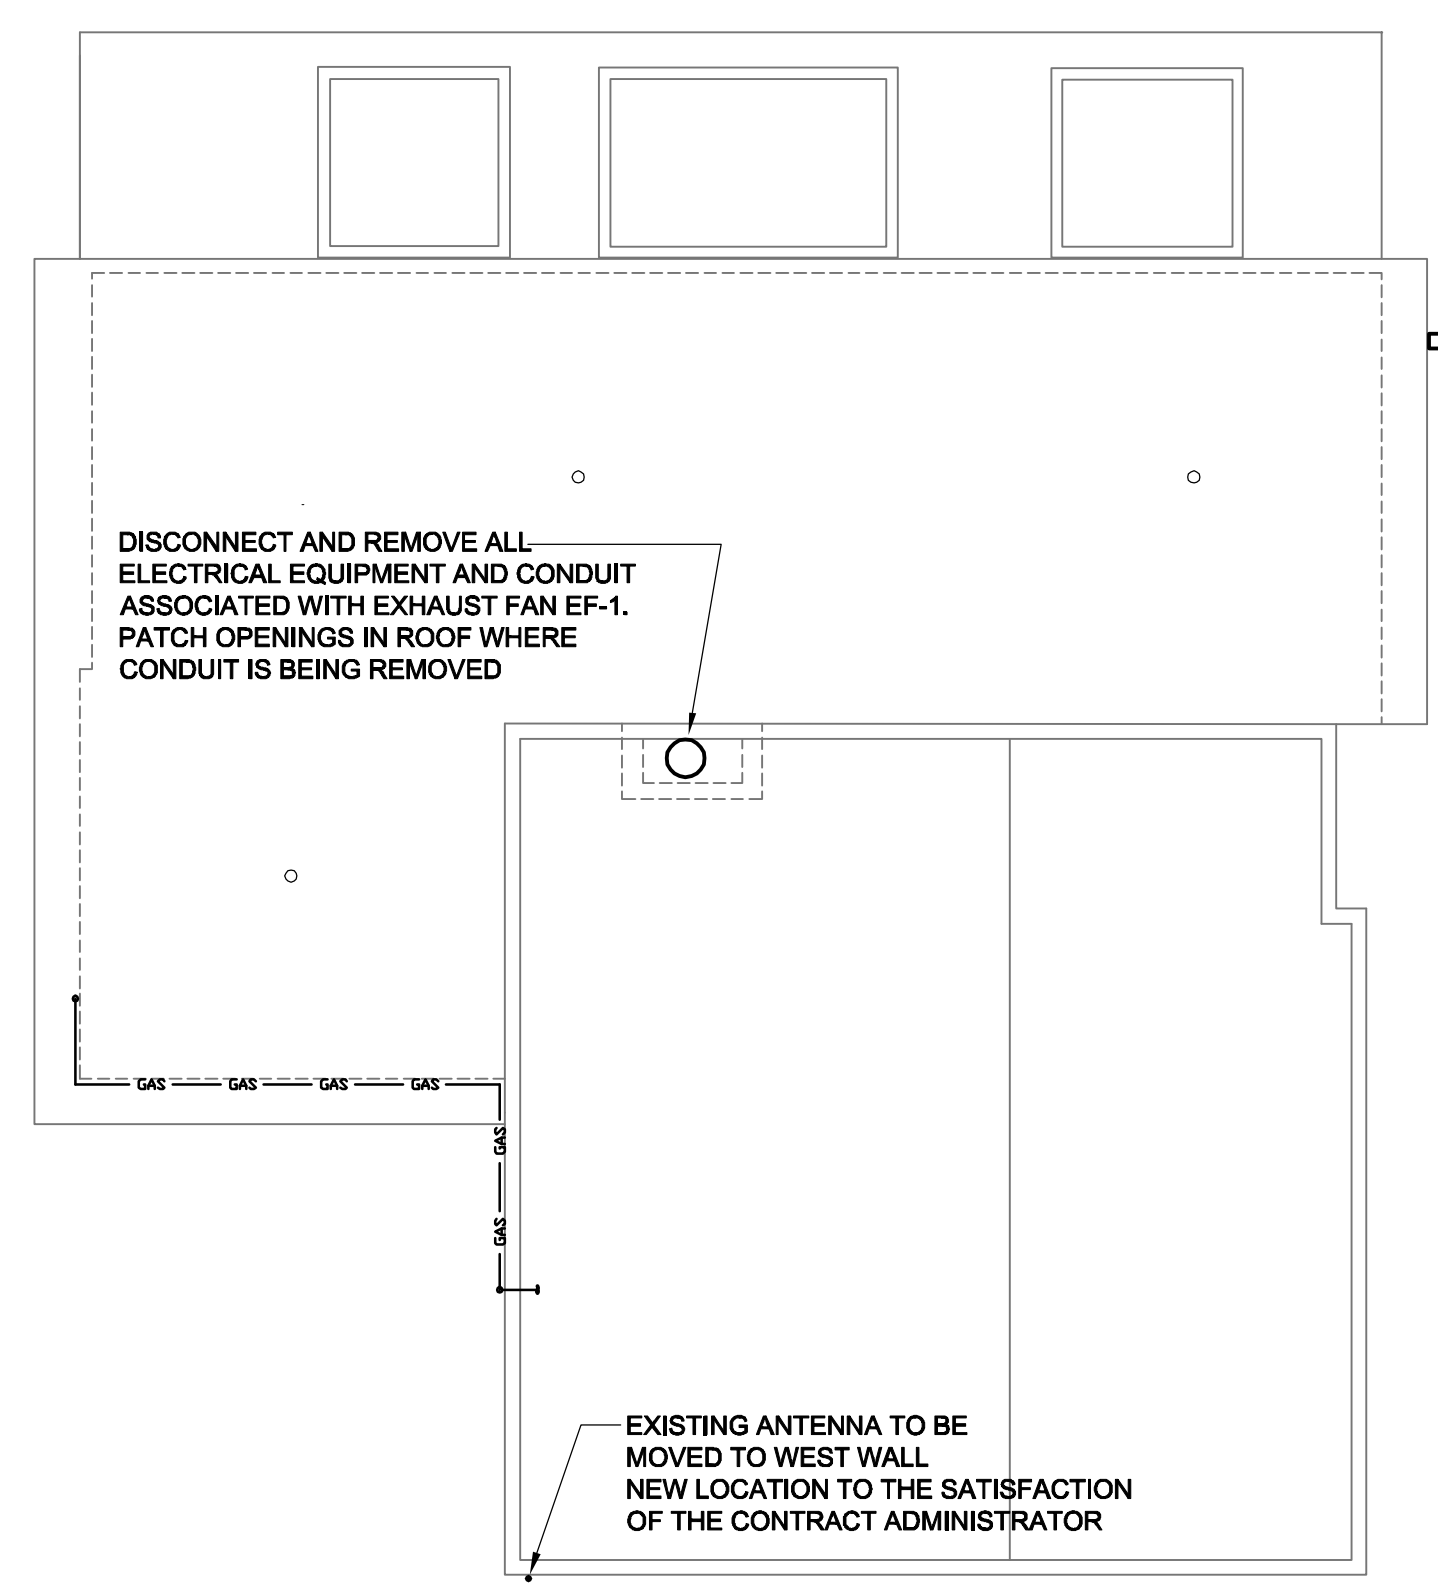 DISCONNECT AND REMOVE ALL
ELECTRICAL EQUIPMENT AND CONDUIT
ASSOCIATED WITH EXHAUST FAN EF-1.
PATCH OPENINGS IN ROOF WHERE
CONDUIT IS BEING REMOVED
GAS GAS GAS GAS
GAS
GAS
EXISTING ANTENNA TO BE
MOVED TO WEST WALL
NEW LOCATION TO THE SATISFACTION
OF THE CONTRACT ADMINISTRATOR